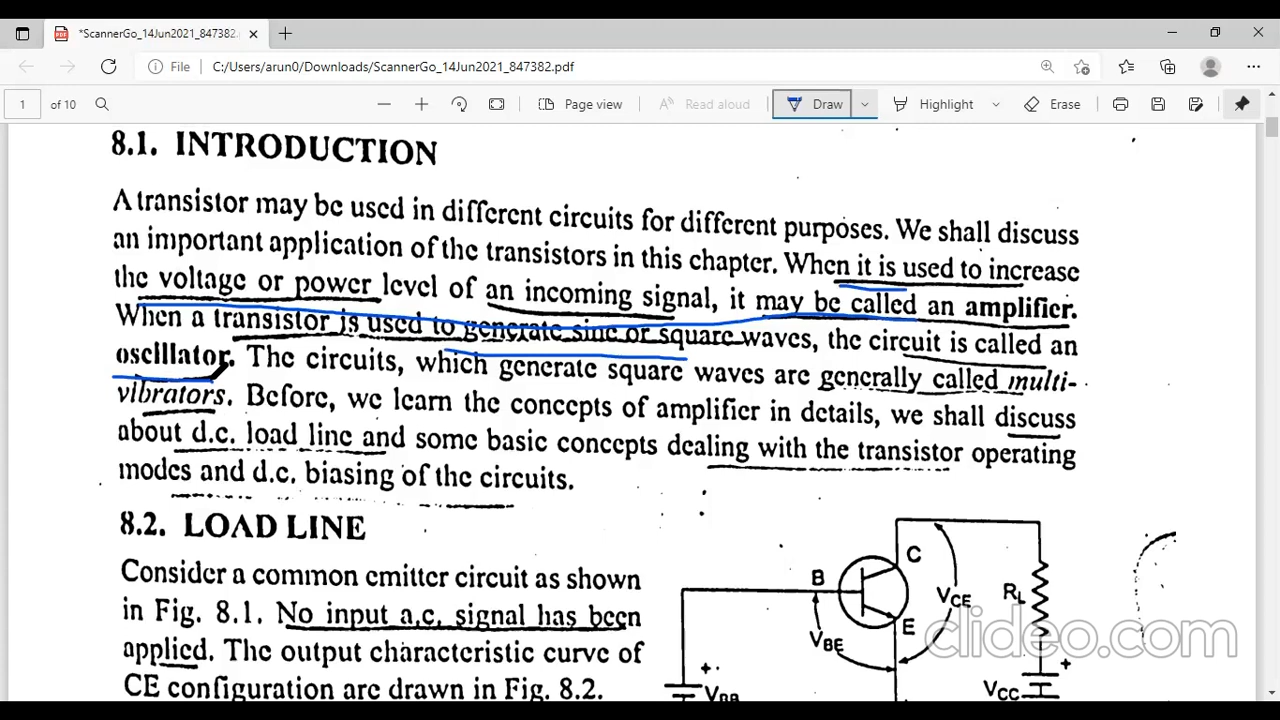 *ScannerGo_14Jun2021_847382.p
File C:/Users/arun0/Downloads/ScannerGo_14Jun2021_847382.pdf
1 of 10 Page view Read aloud Draw Highlight Erase
8.1. INTRODUCTION
A transistor may be used in different circuits for different purposes. We shall discuss
an important application of the transistors in this chapter. When it is used to increase
the voltage or power level of an incoming signal, it may be called an amplifier.
When a transistor is used to generate sine or square waves, the circuit is called an
oscillator. The circuits, which generate square waves are generally called multi-
vibrators. Before, we learn the concepts of amplifier in details, we shall discuss
about d.c. load line and some basic concepts dealing with the transistor operating
modes and d.c. biasing of the circuits.
8.2. LOAD LINE
Consider a common emitter circuit as shown
in Fig. 8.1. No input a.c. signal has been
applied. The output characteristic curve of
CE configuration are drawn in Fig. 8.2.
C
B
VCE
RL
E
VBE
+
+
VBB
VCC
clideo.com